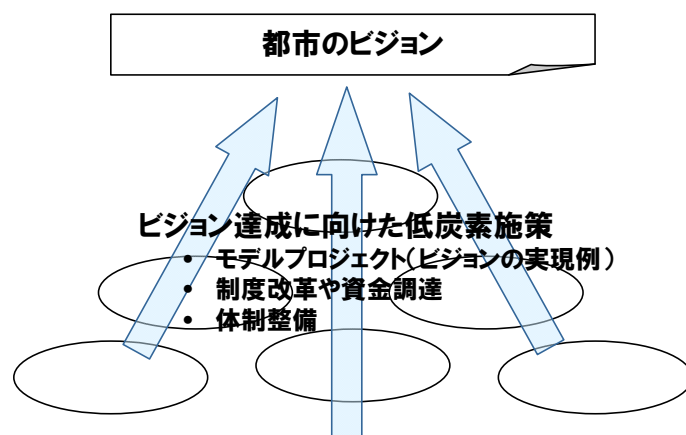 都市のビジョン
ビジョン達成に向けた低炭素施策
• モデルプロジェクト（ビジョンの実現例）
• 制度改革や資金調達
• 体制整備